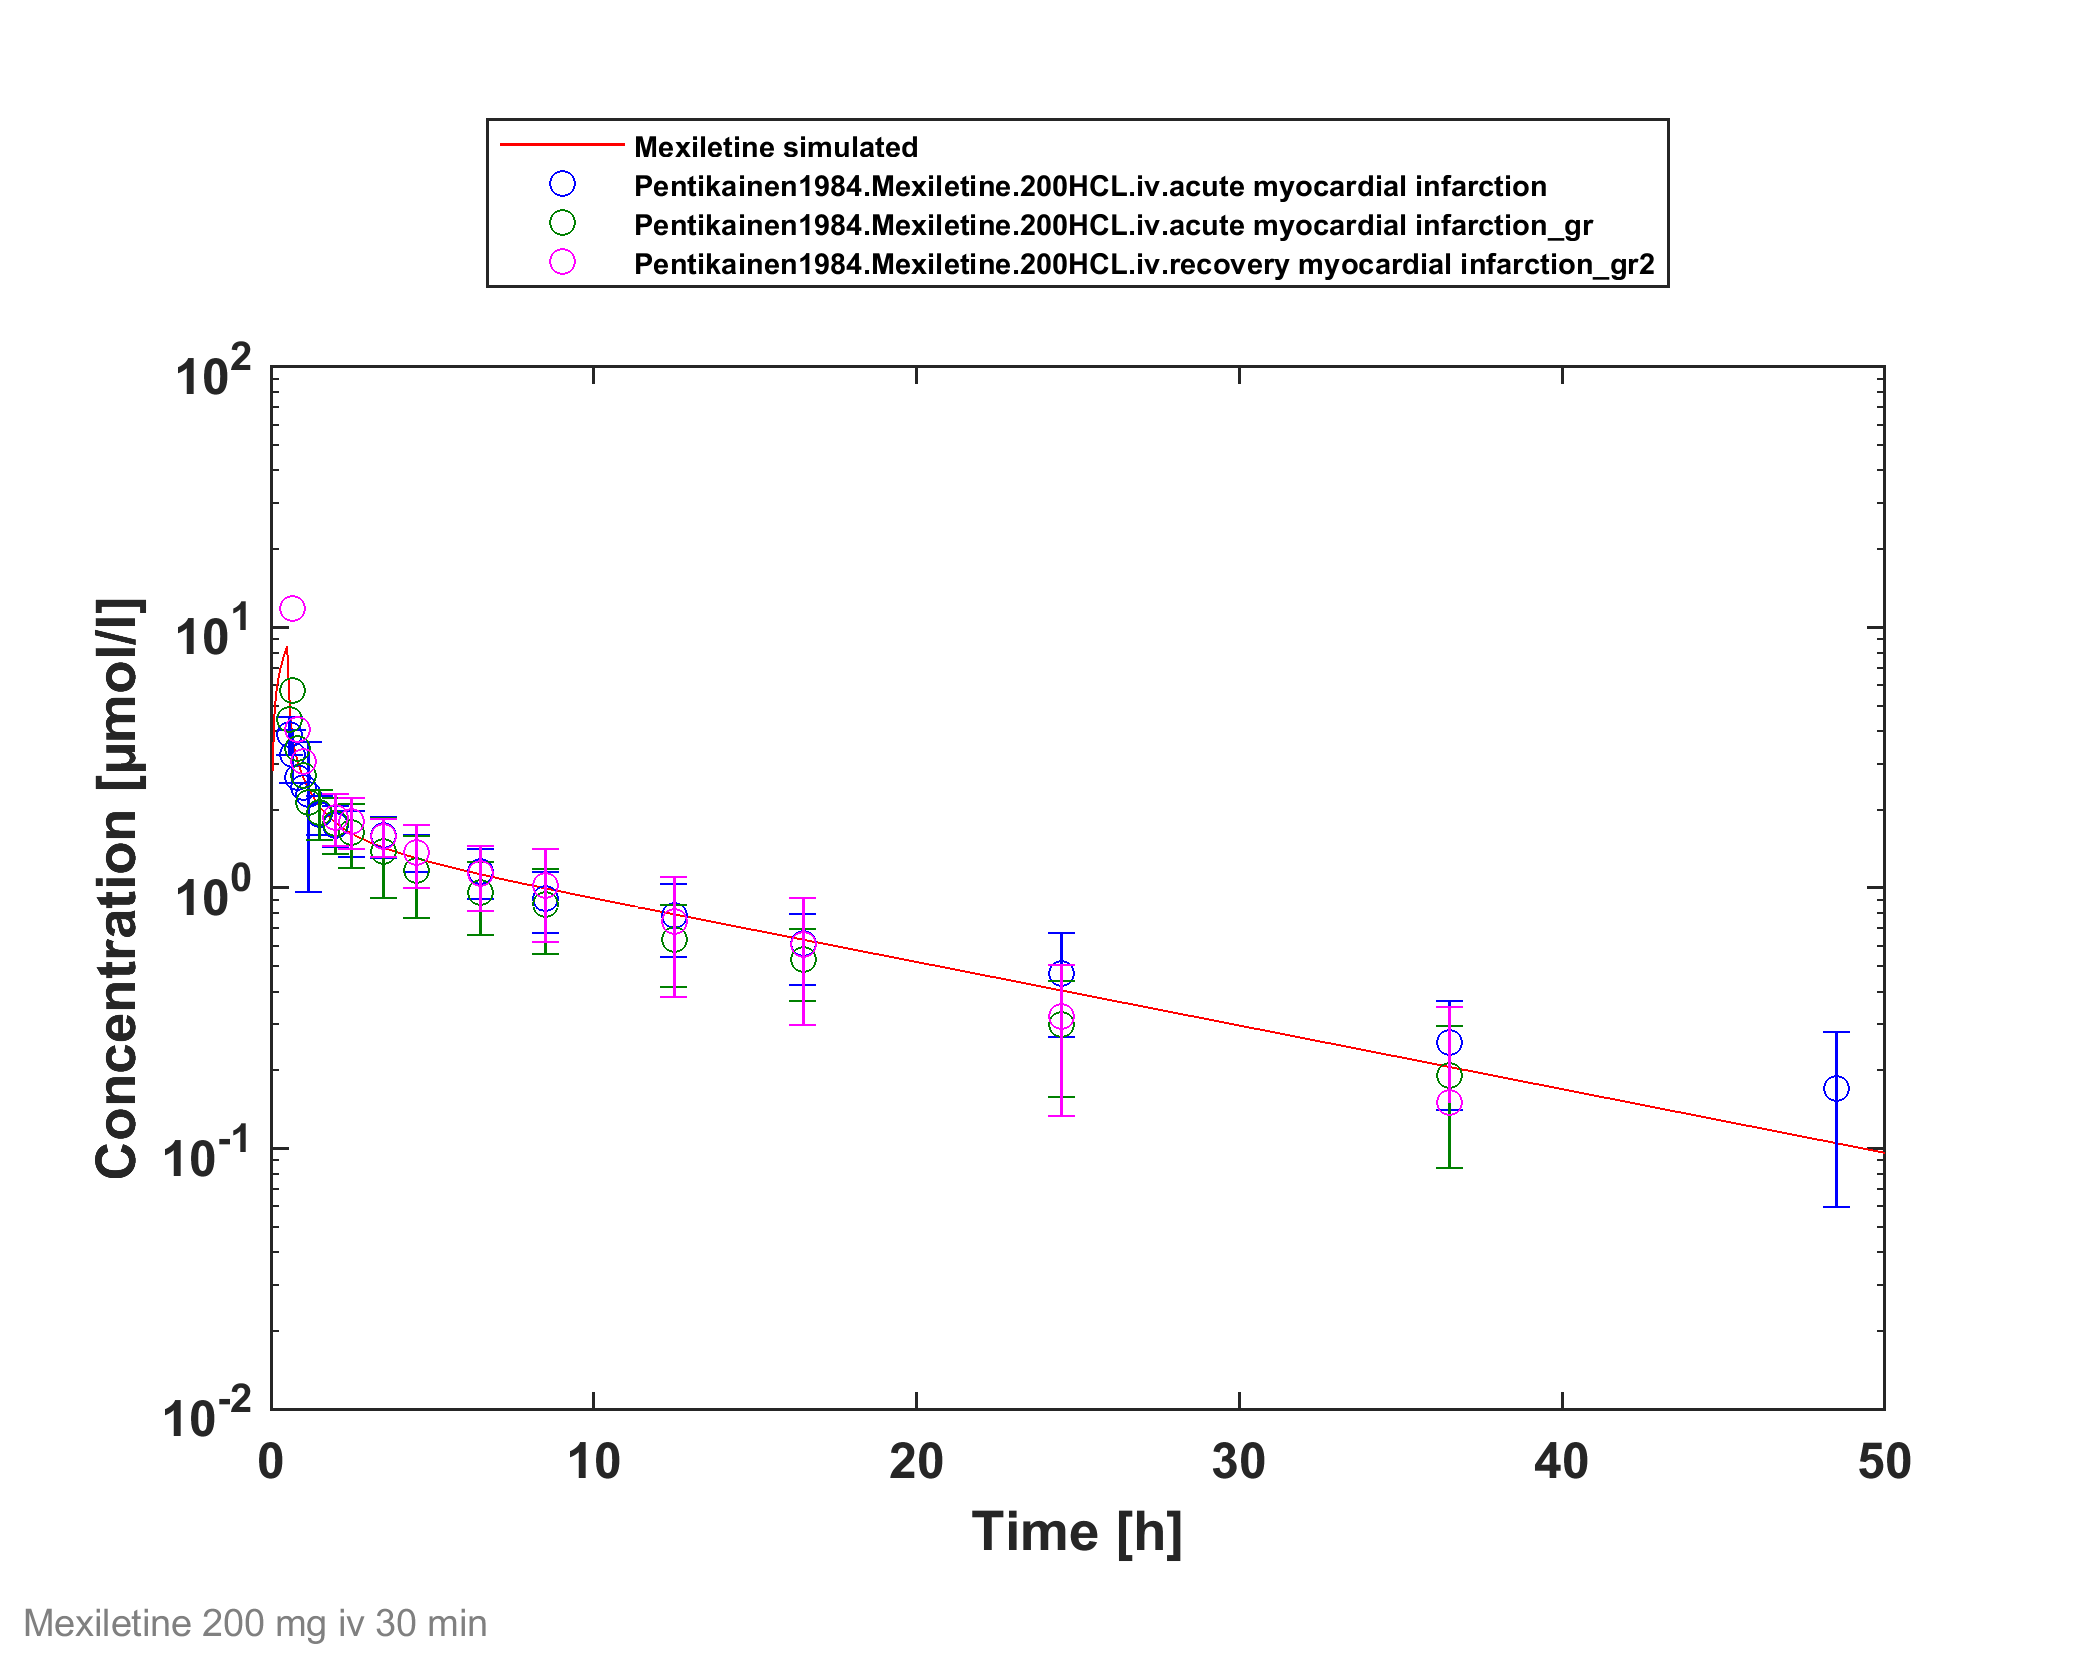 Mexiletine simulated
Pentikainen1984.Mexiletine.200HCL.iv.acute myocardial infarction
Pentikainen1984.Mexiletine.200HCL.iv.acute myocardial infarction_gr
Pentikainen1984.Mexiletine.200HCL.iv.recovery myocardial infarction_gr2
10^2
10^1
10^0
10^-1
10^-2
Concentration [µmol/l]
0 10 20 30 40 50
Time [h]
Mexiletine 200 mg iv 30 min